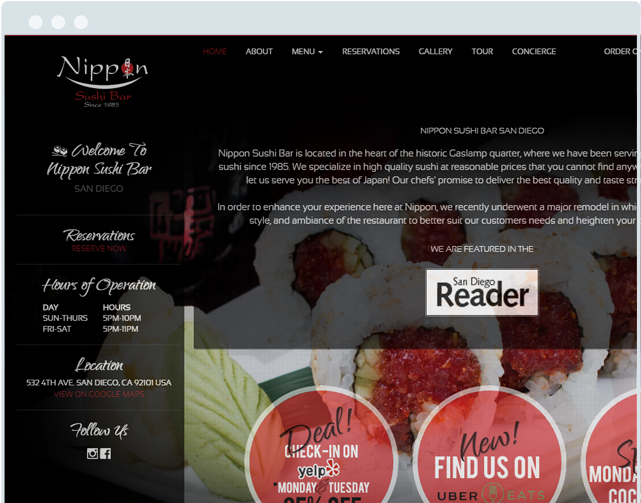 Nippon
Sushi Bar
Since 1985
HOME ABOUT MENU RESERVATIONS GALLERY TOUR CONCIERGE ORDER
Welcome To
Nippon Sushi Bar
SAN DIEGO
Reservations
RESERVE NOW
Hours of Operation
DAY HOURS
SUN-THURS 5PM-10PM
FRI-SAT 5PM-11PM
Location
532 4TH AVE. SAN DIEGO, CA 92101 USA
VIEW ON GOOGLE MAPS
Follow Us
NIPPON SUSHI BAR SAN DIEGO
Nippon Sushi Bar is located in the heart of the historic Gaslamp quarter, where we have been servin
sushi since 1985. We specialize in high quality sushi at reasonable prices that you cannot find anyw
let us serve you the best of Japan! Our chefs' promise to deliver the best quality and taste str
In order to enhance your experience here at Nippon, we recently underwent a major remodel in whi
style, and ambiance of the restaurant to better suit our customers needs and heighten your
WE ARE FEATURED IN THE
San Diego
Reader
Deal!
CHECK-IN ON
yelp
MONDAY TUESDAY
New!
FIND US ON
UBER EATS